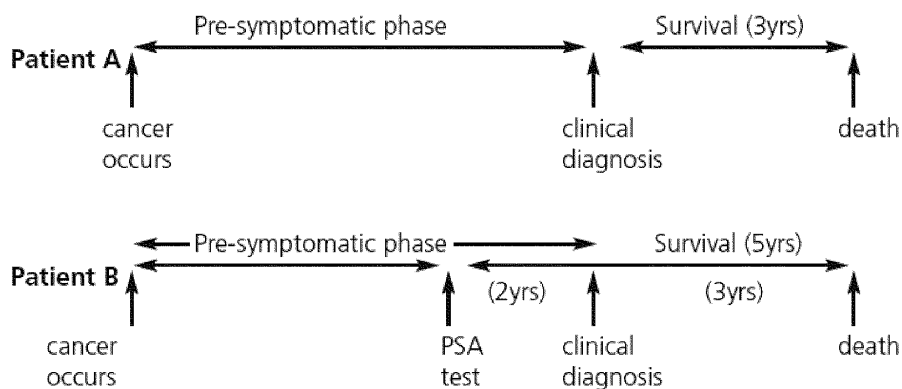 Pre-symptomatic phase Survival (3yrs)
Patient A
cancer occurs clinical diagnosis death
Pre-symptomatic phase Survival (5yrs)
Patient B
(2yrs) (3yrs)
cancer occurs PSA test clinical diagnosis death